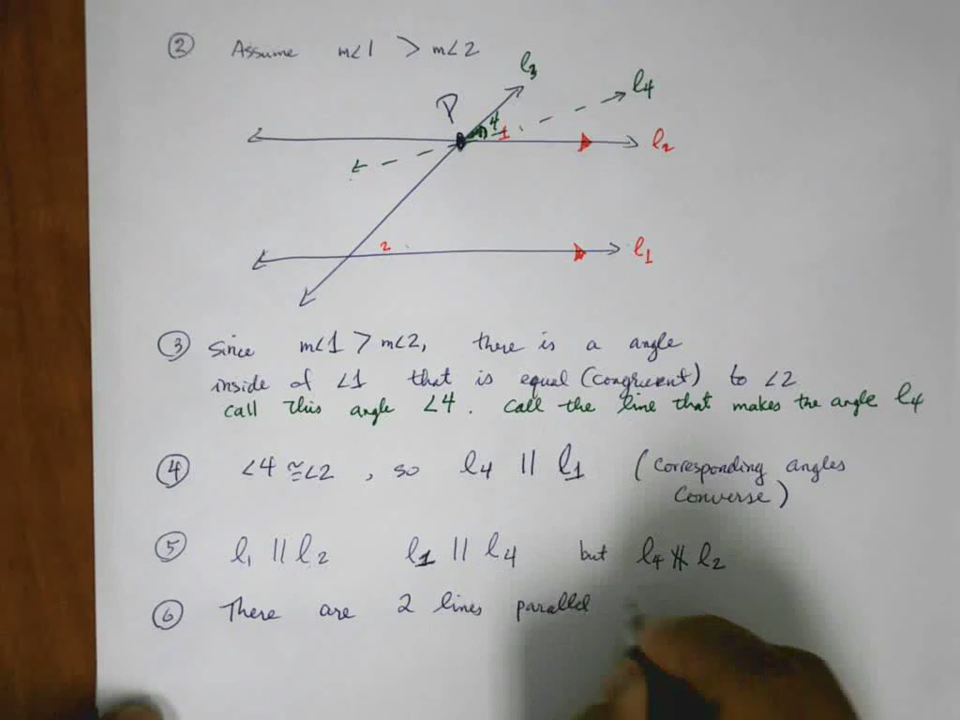 ② Assume m∠1 > m∠2
l3
l4
P
4
1
l2
2
l1
③ Since m∠1 > m∠2, there is a angle
inside of ∠1 that is equal (congruent) to ∠2
call this angle ∠4. Call the line that makes the angle l4
④ ∠4 ≅ ∠2, so l4 || l1 (corresponding angles
converse)
⑤ l1 || l2 l1 || l4 but l4 ∦ l2
⑥ There are 2 lines parallel